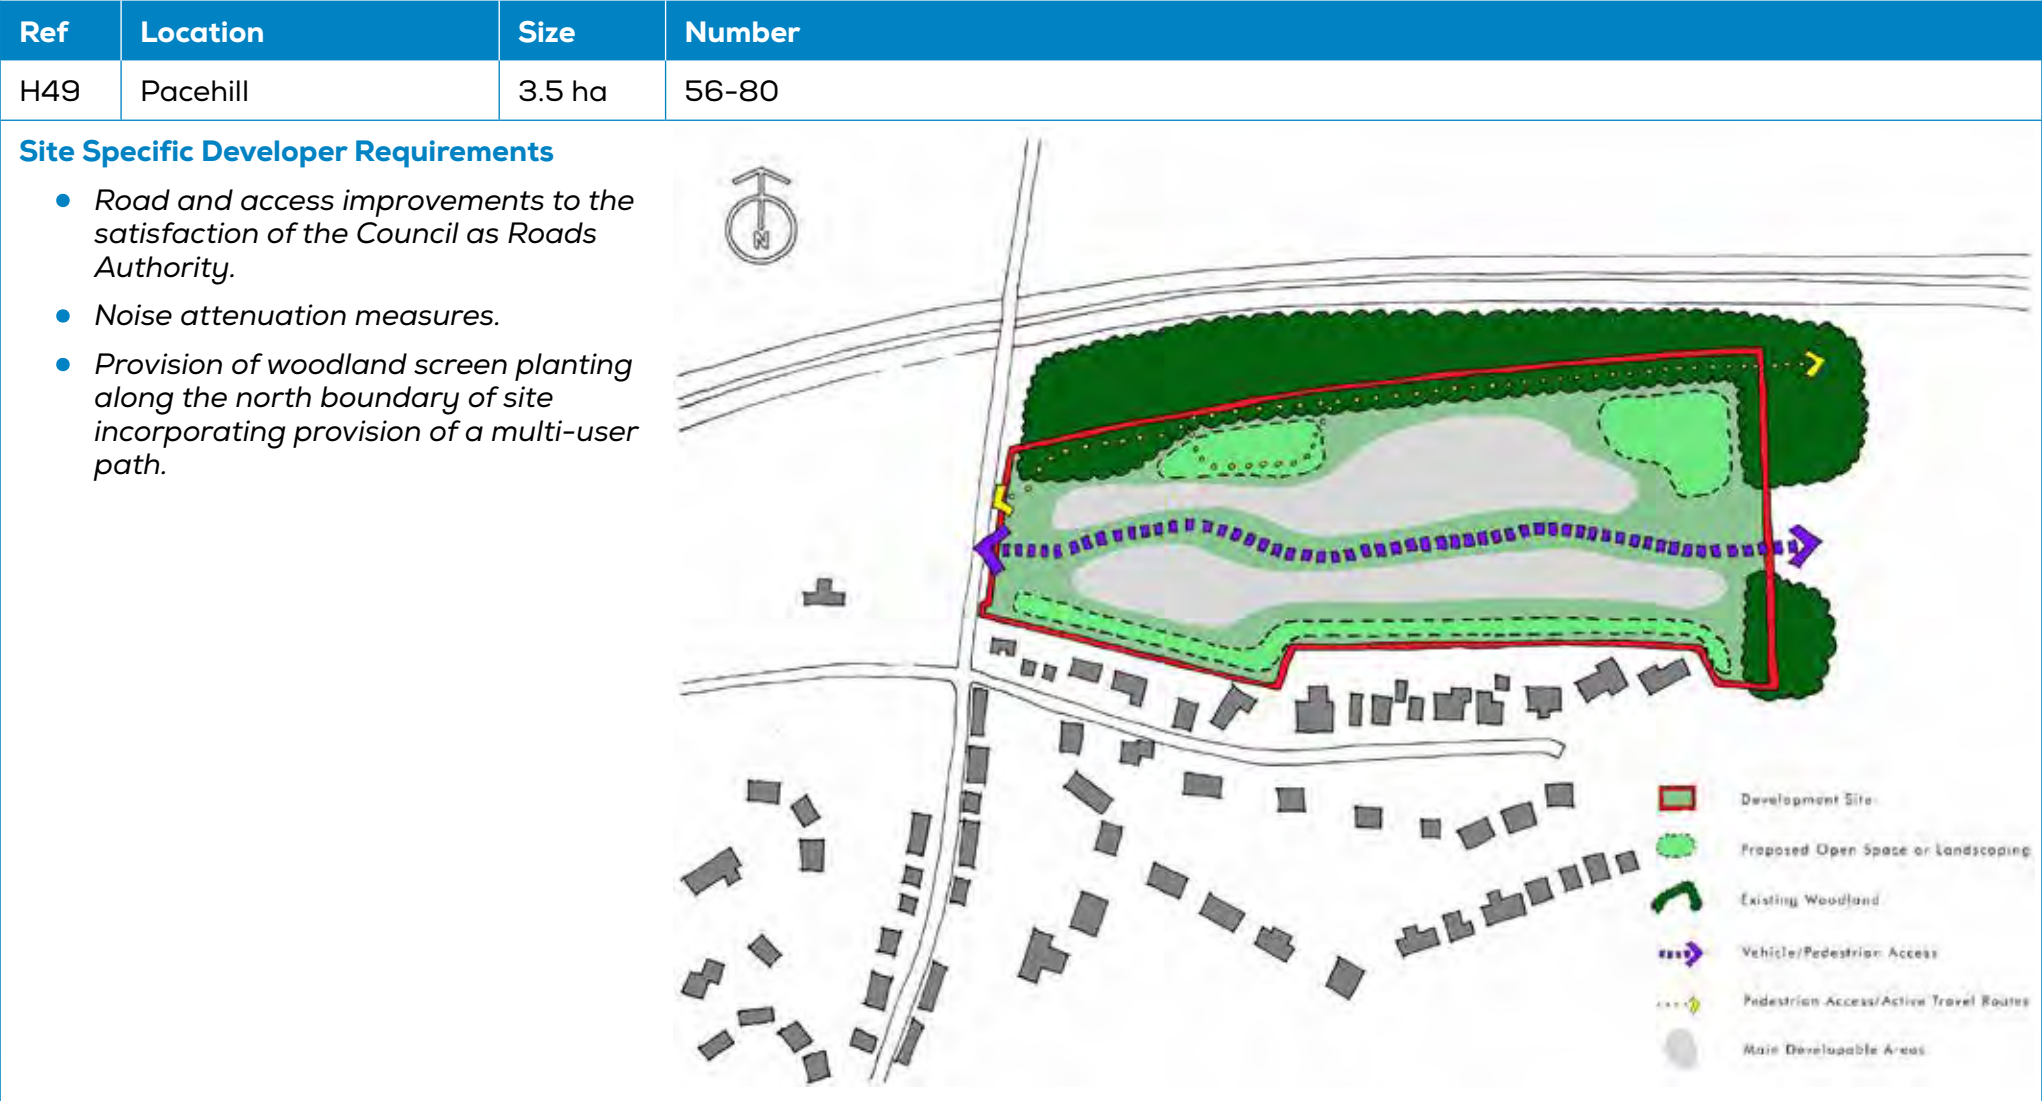 Ref Location Size Number
H49 Pacehill 3.5 ha 56-80
Site Specific Developer Requirements
• Road and access improvements to the
satisfaction of the Council as Roads
Authority.
• Noise attenuation measures.
• Provision of woodland screen planting
along the north boundary of site
incorporating provision of a multi-user
path.
N
Development Site
Proposed Open Space or Landscaping
Existing Woodland
Vehicle/Pedestrian Access
Pedestrian Access/Active Travel Routes
Main Developable Areas